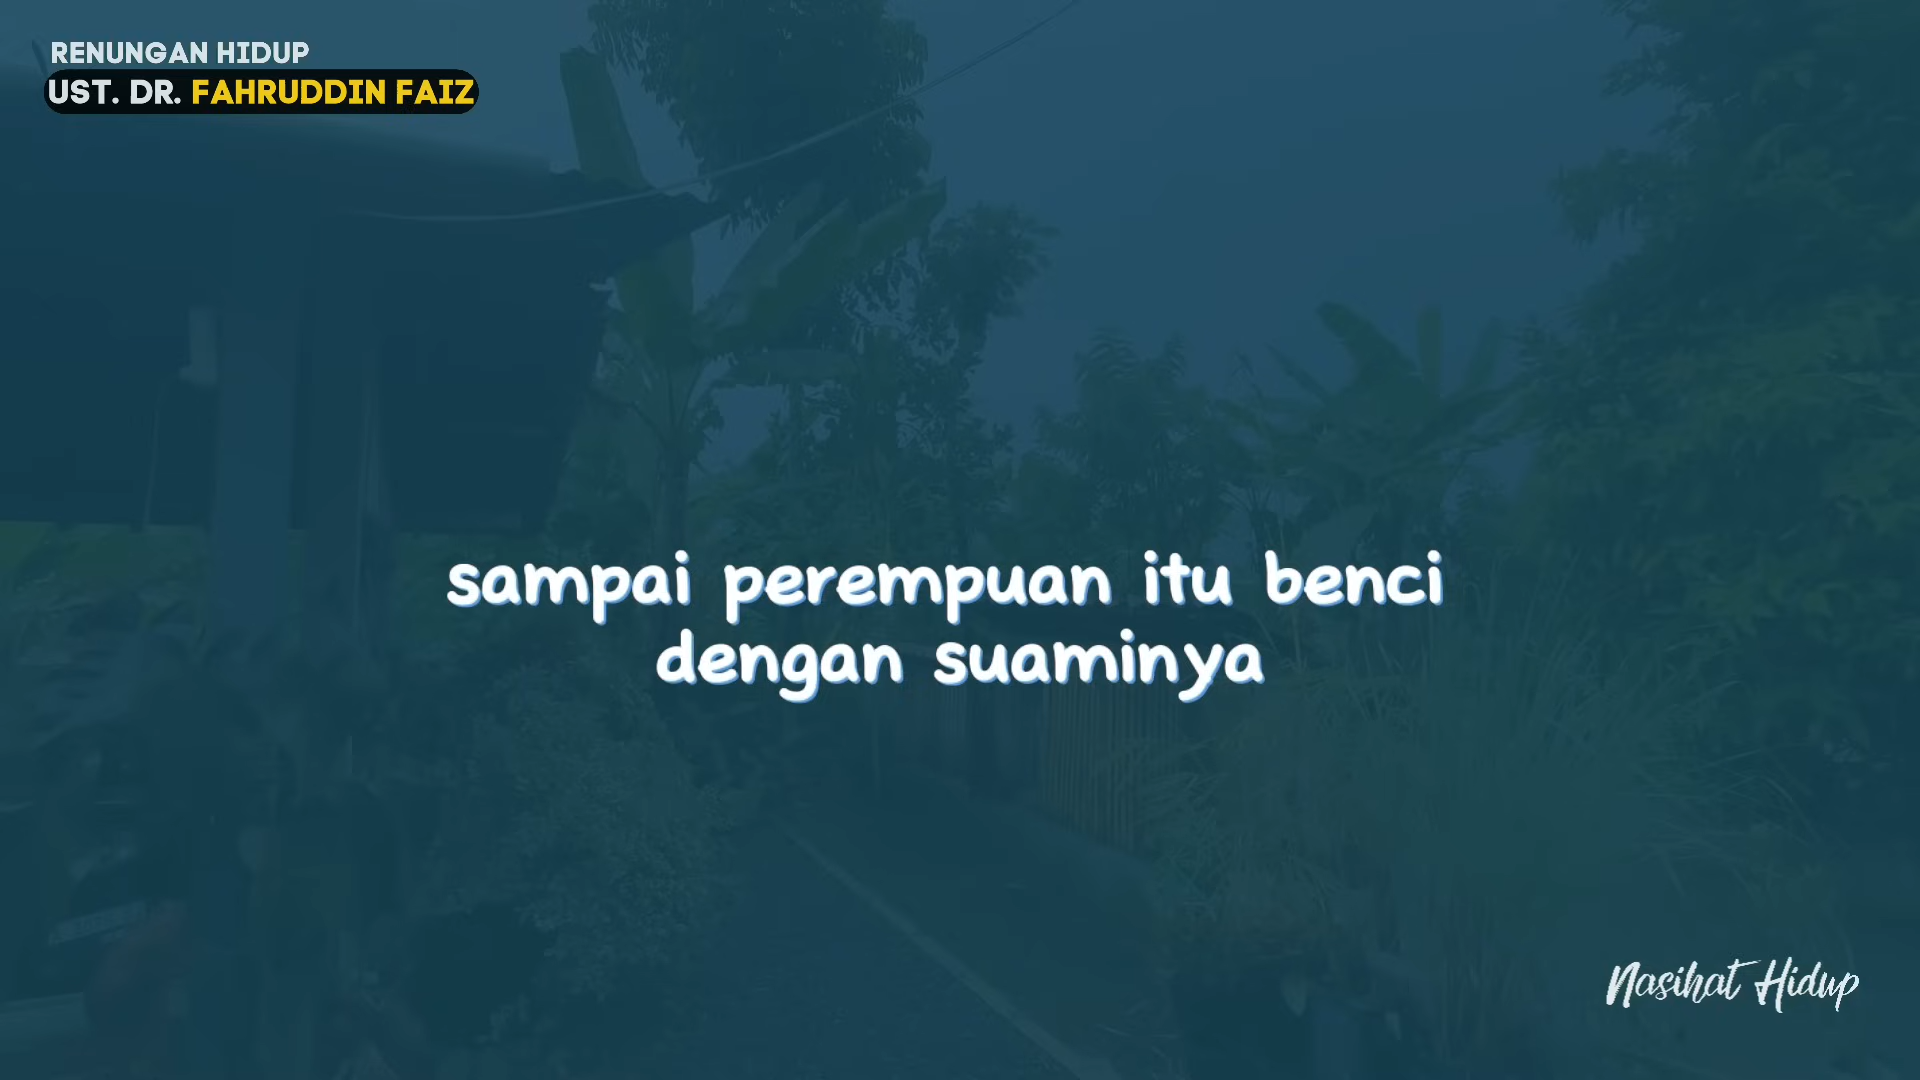 RENUNGAN HIDUP
UST. DR. FAHRUDDIN FAIZ
sampai perempuan itu benci
dengan suaminya
Nasihat Hidup